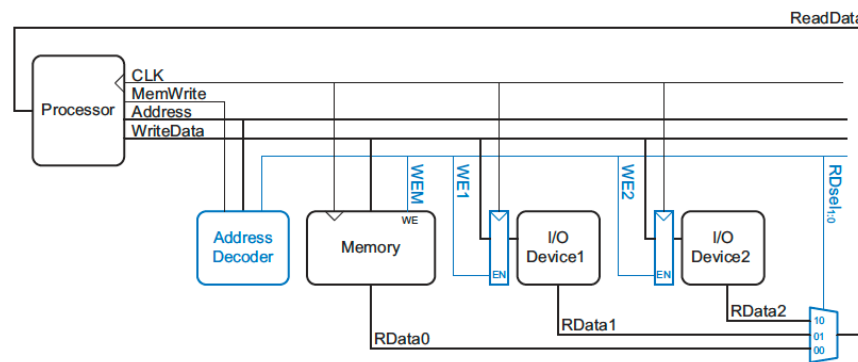 ReadData
CLK
MemWrite
Processor
Address
WriteData
WEM
WE1
WE2
RDsel1:0
Address
Decoder
Memory
WE
EN
I/O
Device1
EN
I/O
Device2
RData2
RData1
RData0
10
01
00